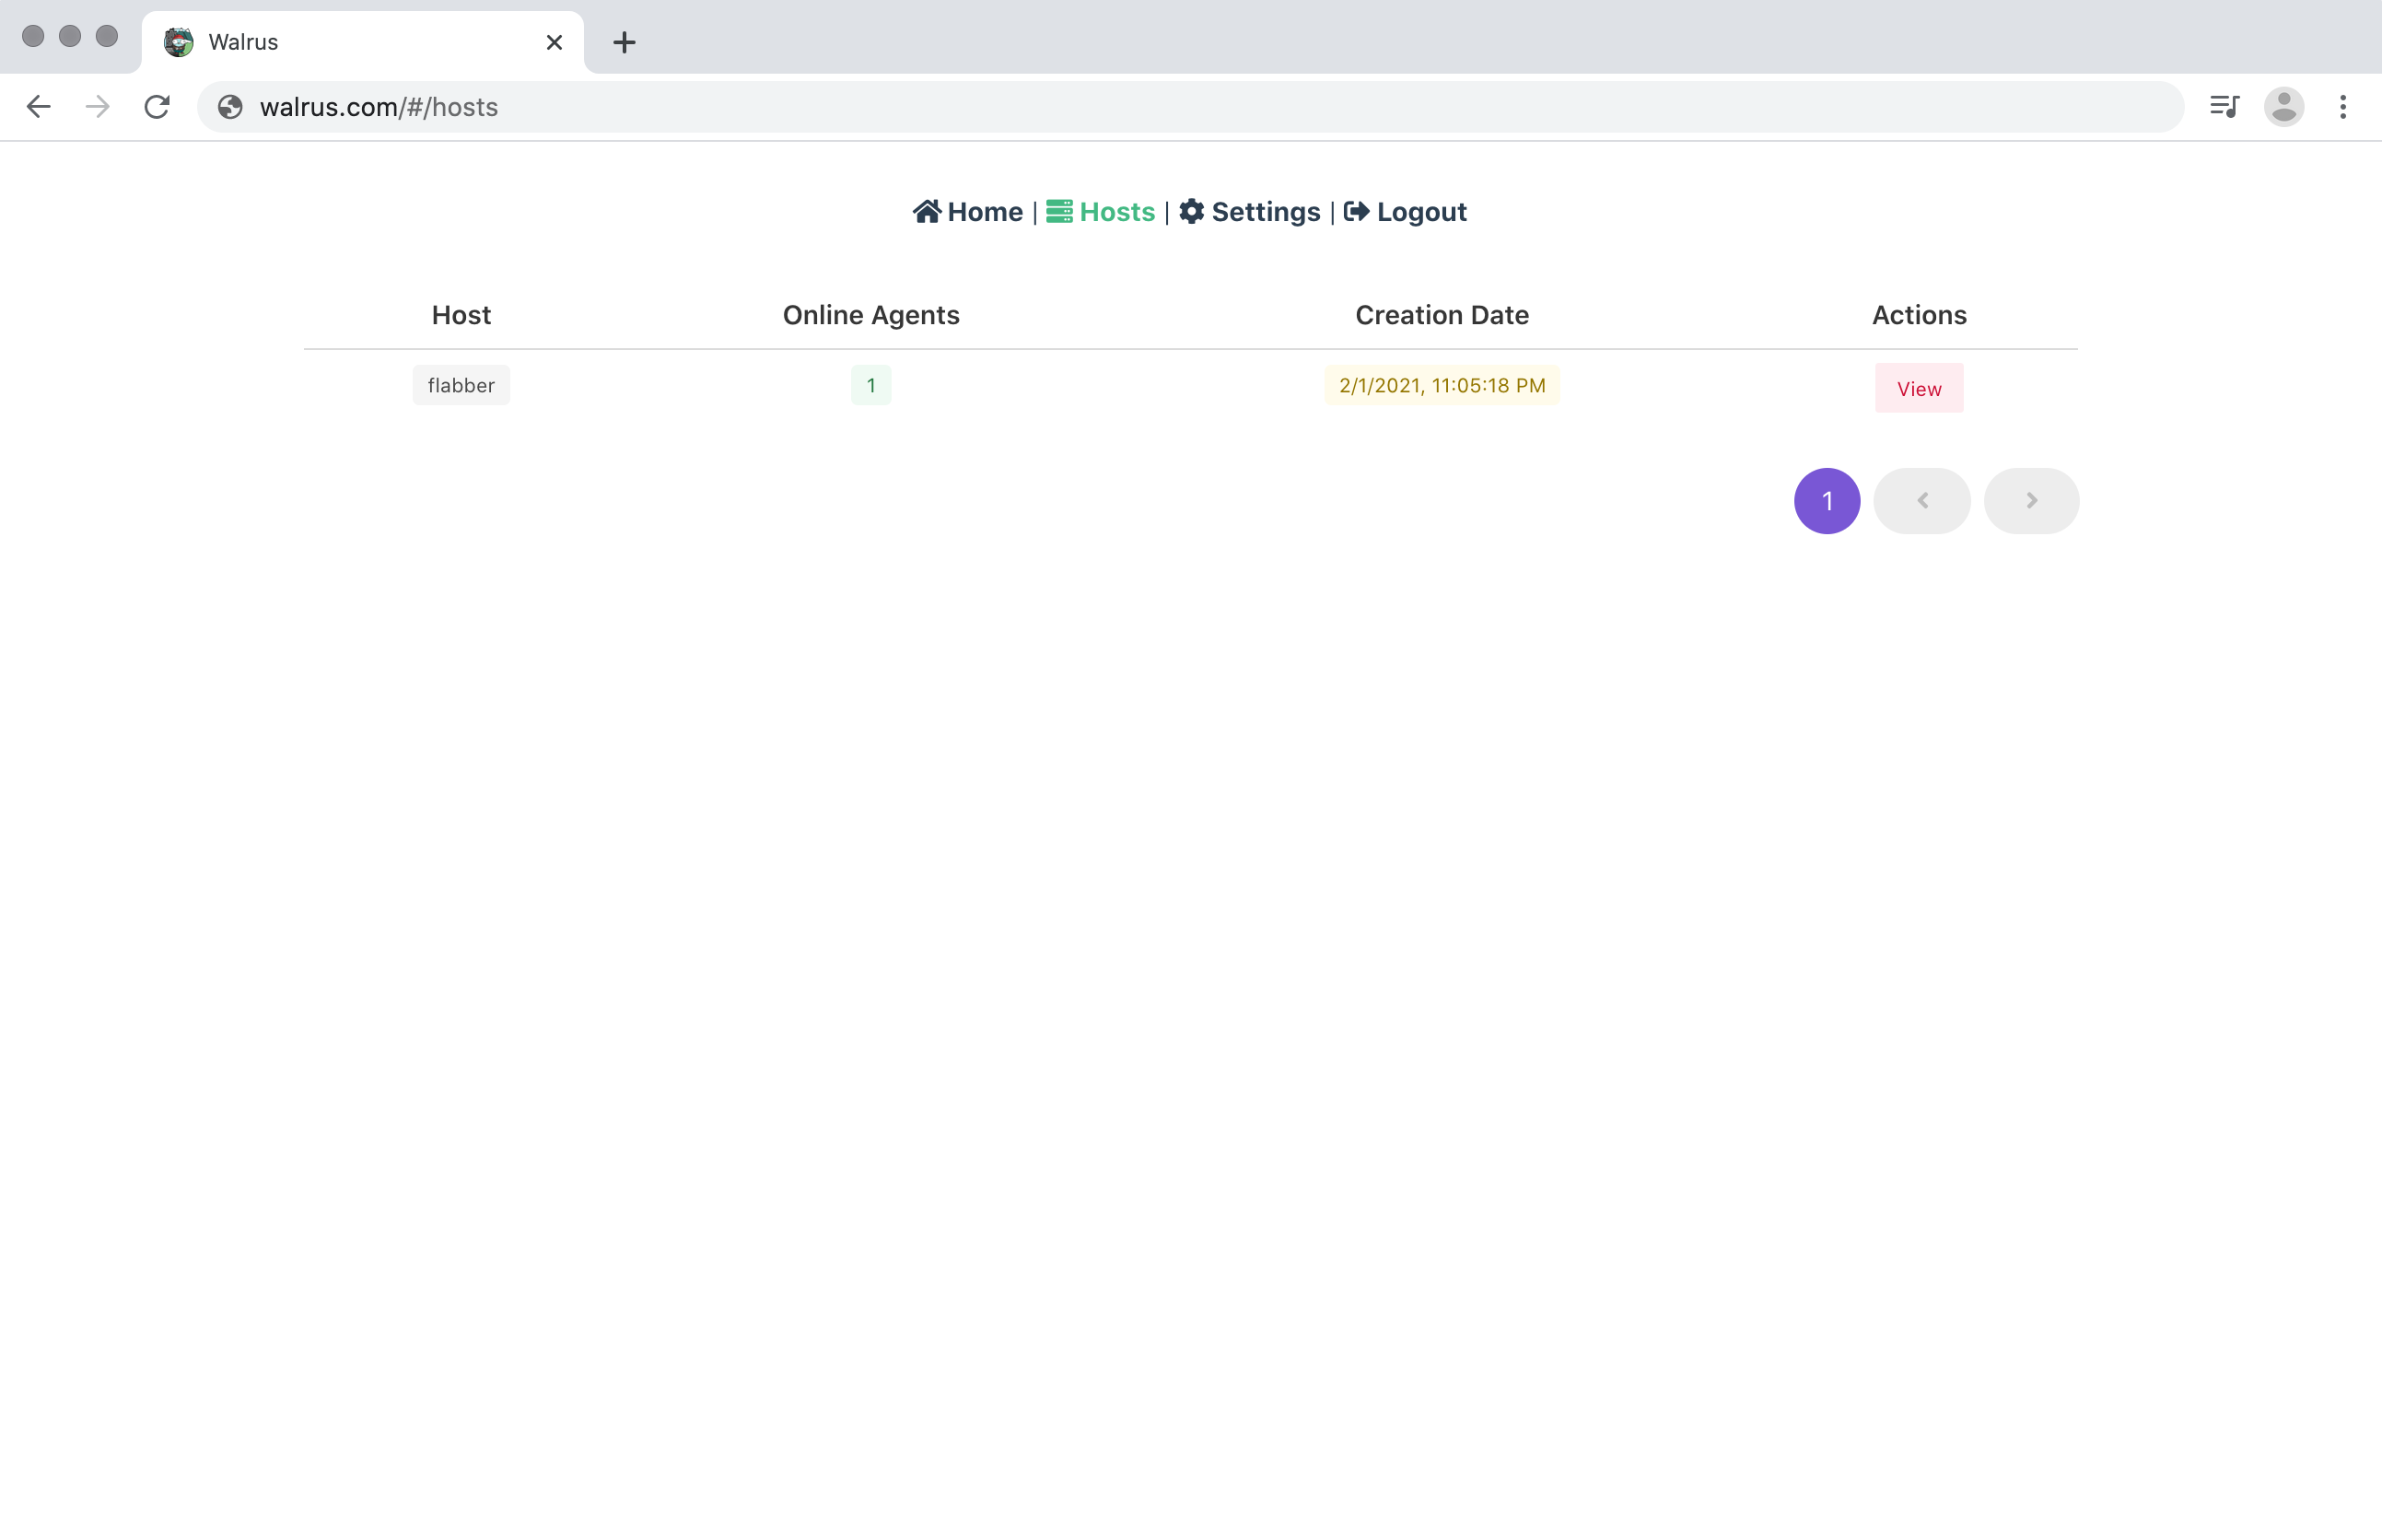 Walrus
walrus.com/#/hosts
Home | Hosts | Settings | Logout
Host Online Agents Creation Date Actions
flabber 1 2/1/2021, 11:05:18 PM View
1